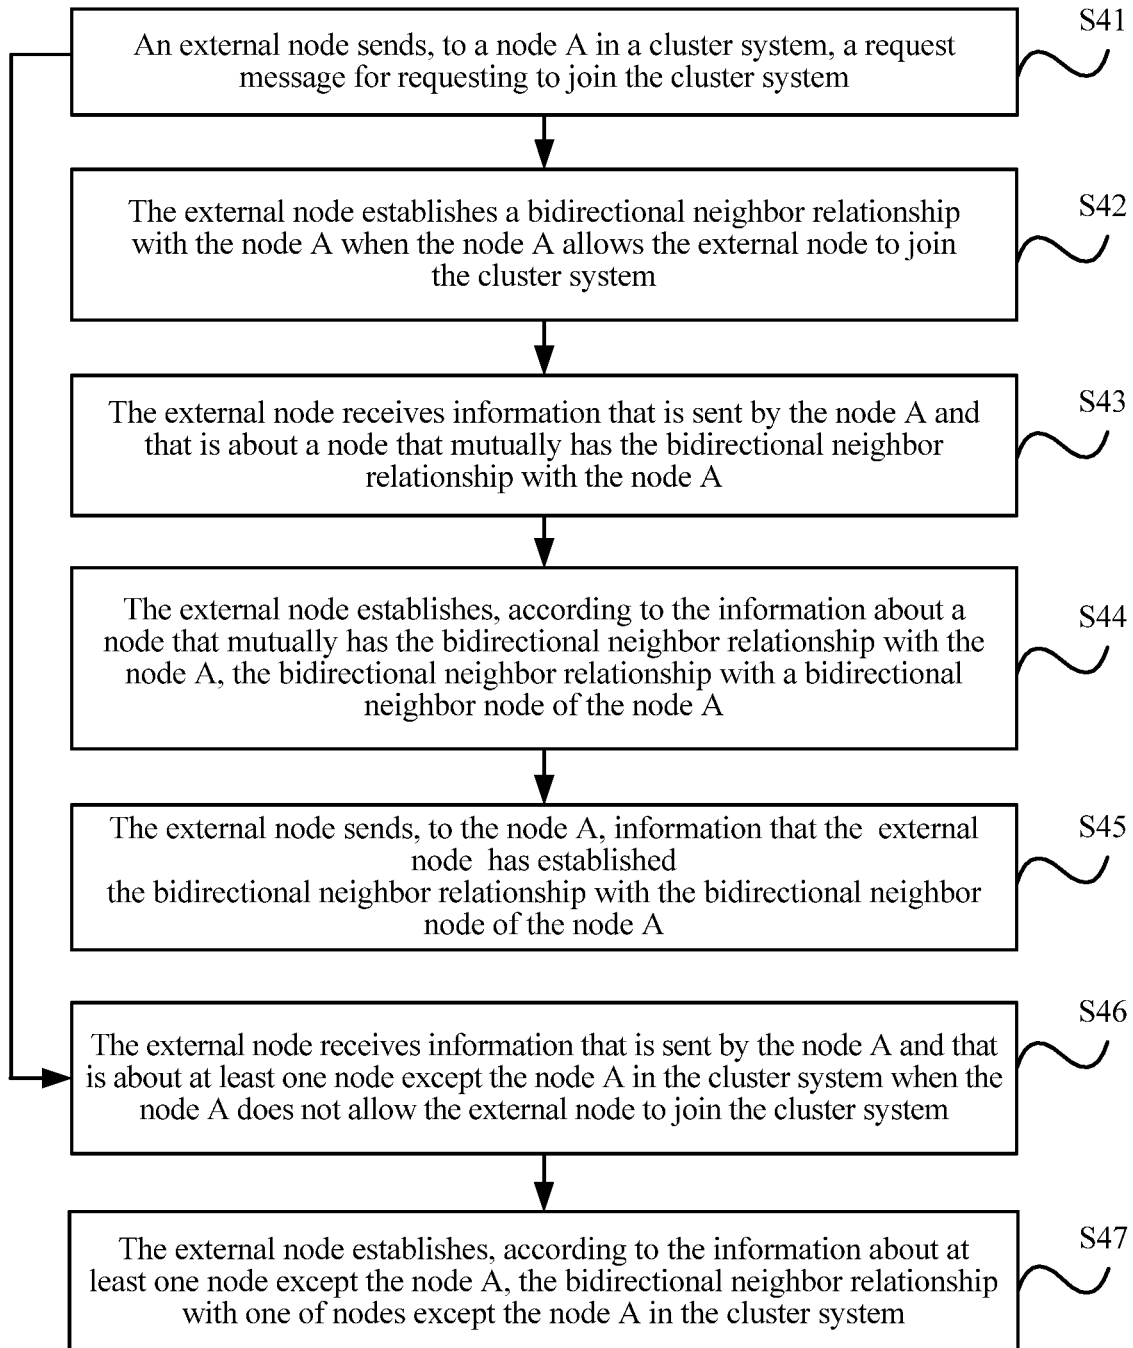 An external node sends, to a node A in a cluster system, a request
message for requesting to join the cluster system
S41
The external node establishes a bidirectional neighbor relationship
with the node A when the node A allows the external node to join
the cluster system
S42
The external node receives information that is sent by the node A and
that is about a node that mutually has the bidirectional neighbor
relationship with the node A
S43
The external node establishes, according to the information about a
node that mutually has the bidirectional neighbor relationship with the
node A, the bidirectional neighbor relationship with a bidirectional
neighbor node of the node A
S44
The external node sends, to the node A, information that the external
node has established
the bidirectional neighbor relationship with the bidirectional neighbor
node of the node A
S45
The external node receives information that is sent by the node A and that
is about at least one node except the node A in the cluster system when the
node A does not allow the external node to join the cluster system
S46
The external node establishes, according to the information about at
least one node except the node A, the bidirectional neighbor relationship
with one of nodes except the node A in the cluster system
S47